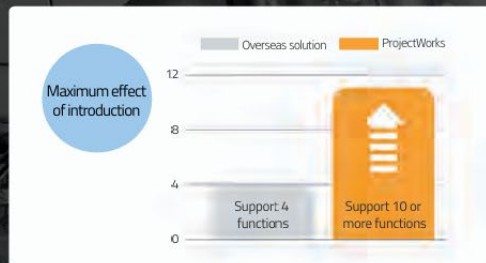 Overseas solution
ProjectWorks
Maximum effect
of introduction
12
8
4
0
Support 4
functions
Support 10 or
more functions